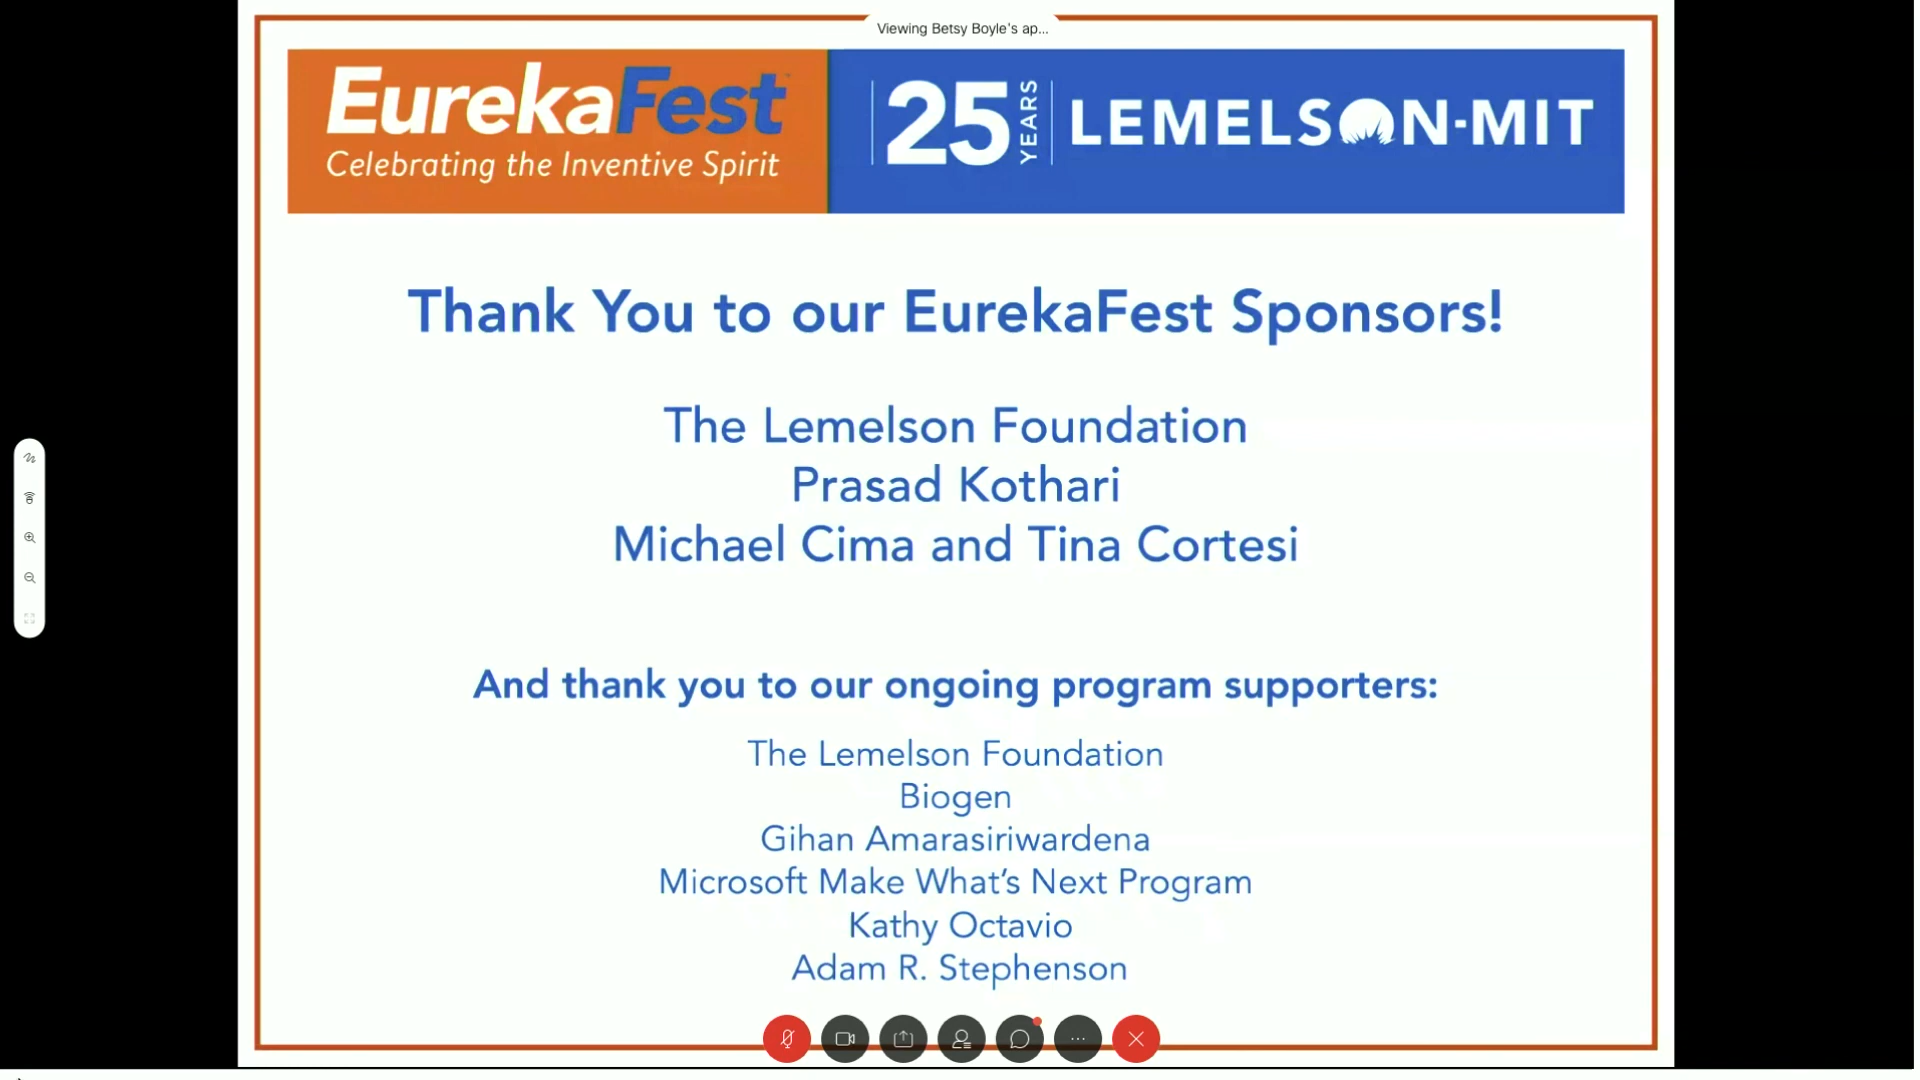 Viewing Betsy Boyle's ap...
EurekaFest
Celebrating the Inventive Spirit
25 YEARS
LEMELSON-MIT
Thank You to our EurekaFest Sponsors!
The Lemelson Foundation
Prasad Kothari
Michael Cima and Tina Cortesi
And thank you to our ongoing program supporters:
The Lemelson Foundation
Biogen
Gihan Amarasiriwardena
Microsoft Make What’s Next Program
Kathy Octavio
Adam R. Stephenson